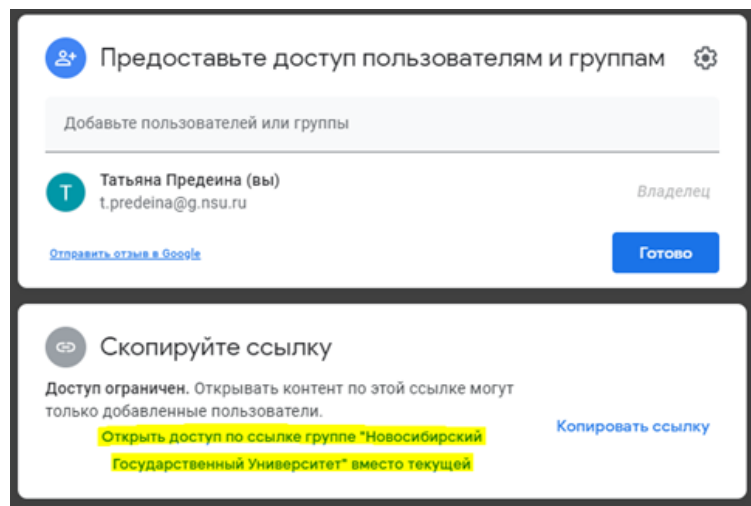 Предоставьте доступ пользователям и группам
Добавьте пользователей или группы
Т
Татьяна Предеина (вы)
t.predeina@g.nsu.ru
Владелец
Отправить отзыв в Google
Готово
Скопируйте ссылку
Доступ ограничен. Открывать контент по этой ссылке могут
только добавленные пользователи.
Открыть доступ по ссылке группе "Новосибирский
Государственный Университет" вместо текущей
Копировать ссылку